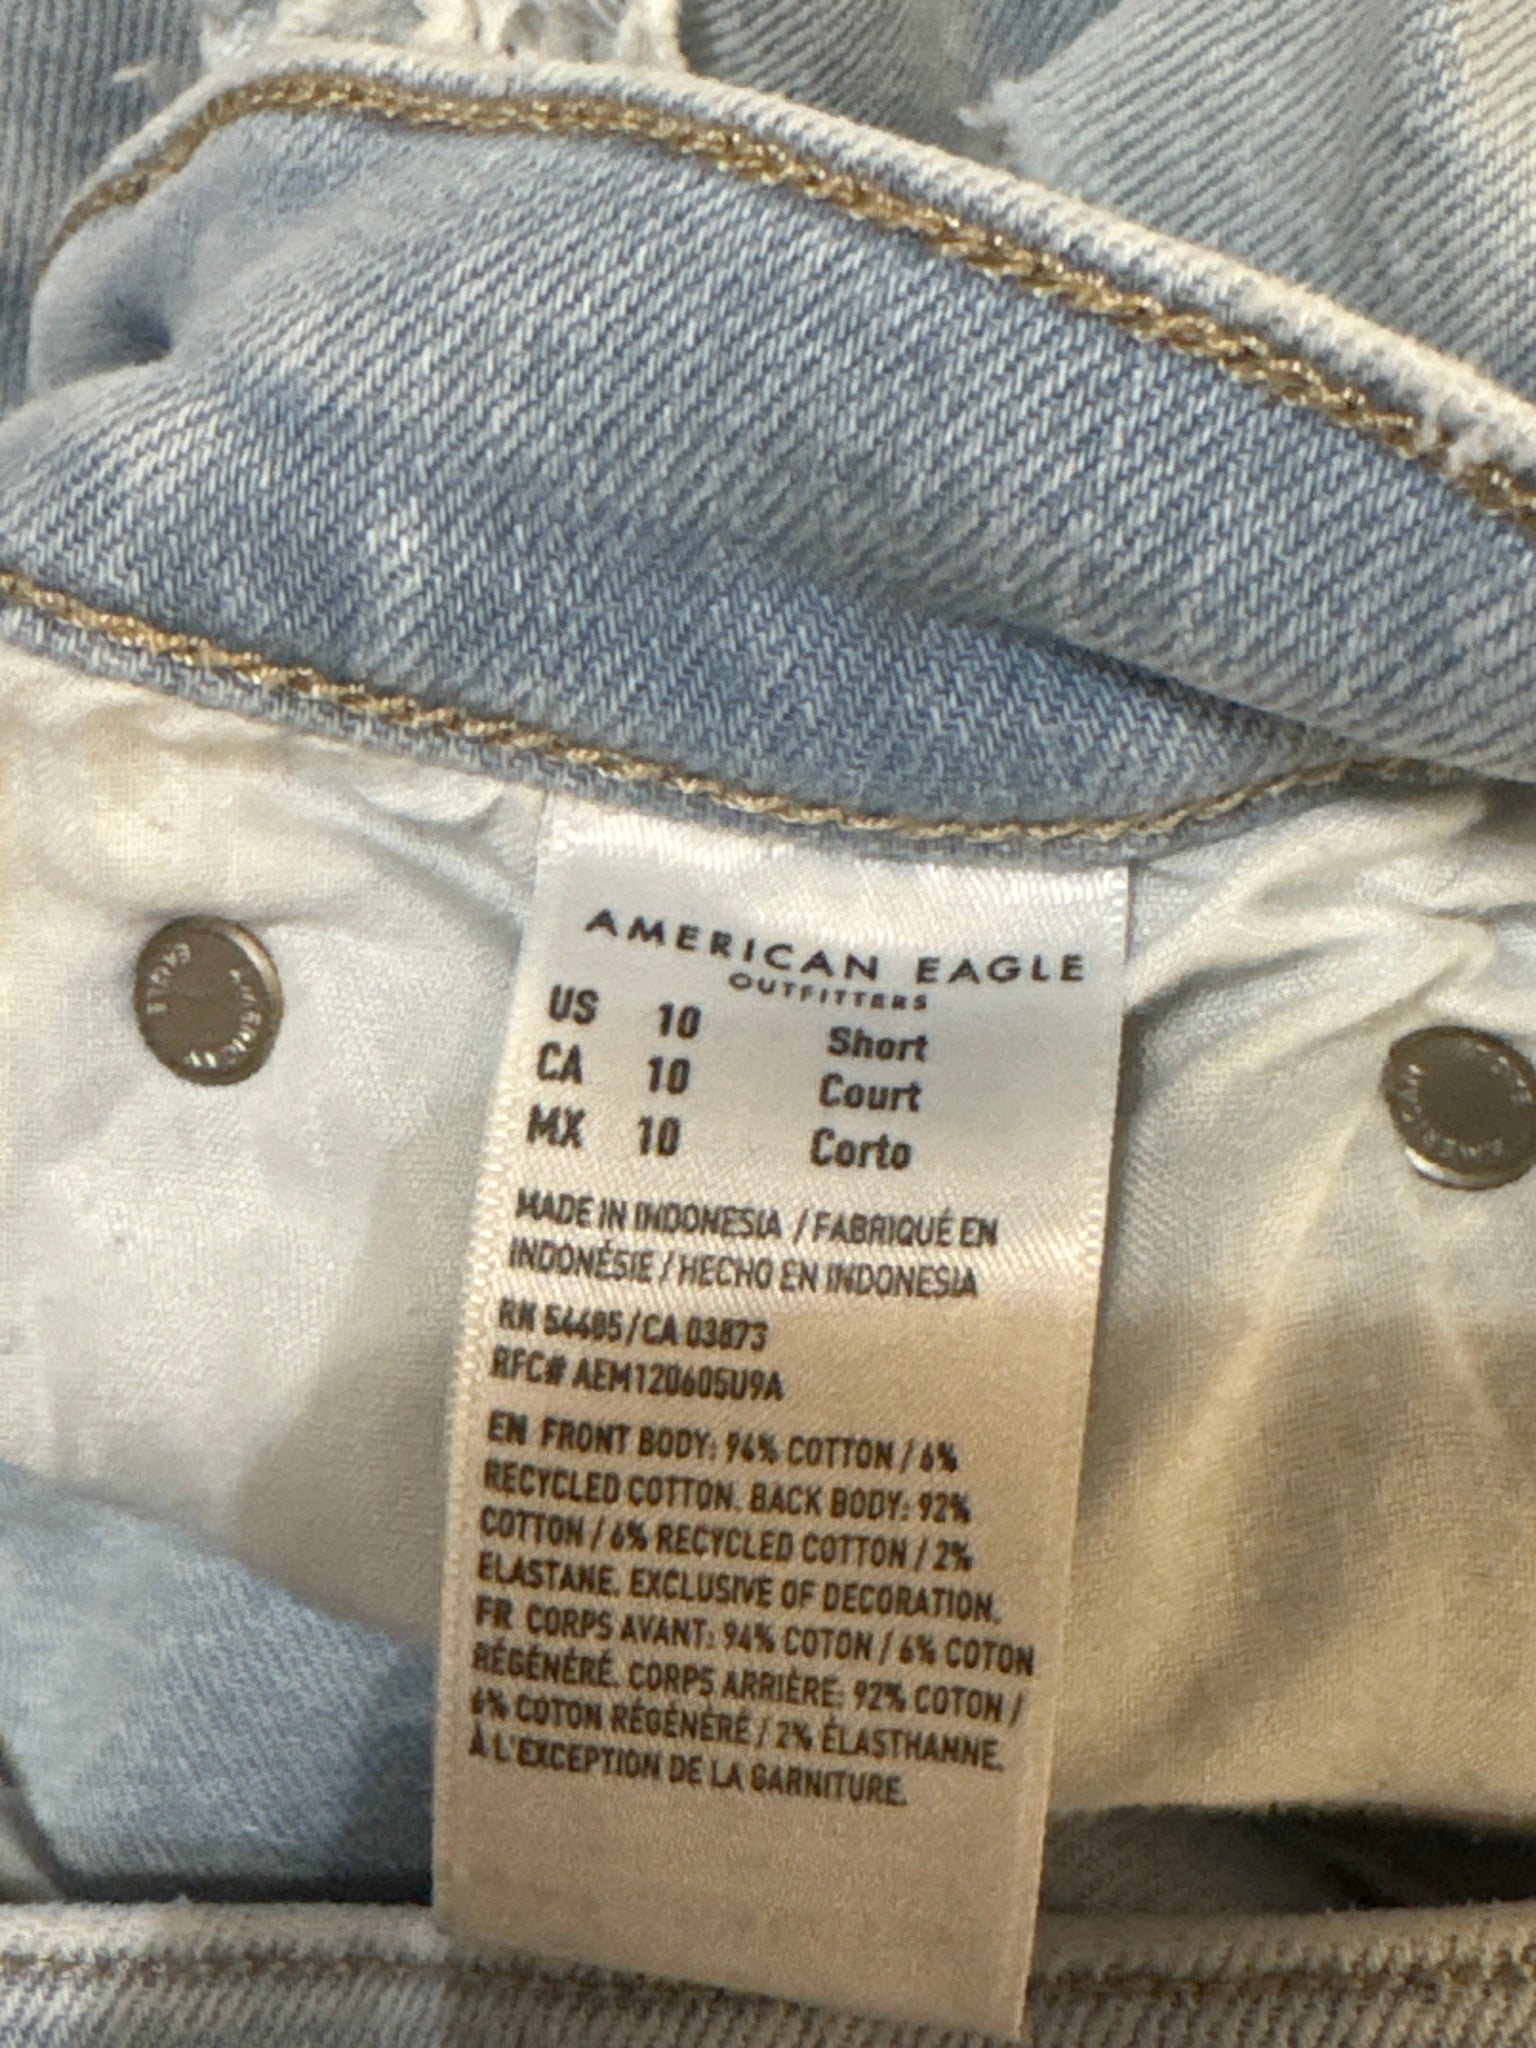 AMERICAN EAGLE
OUTFITTERS
US 10 Short
CA 10 Court
MX 10 Corto
MADE IN INDONESIA / FABRIQUÉ EN
INDONÉSIE / HECHO EN INDONESIA
RN 54485/CA 03873
RFC# AEM120605U9A
EN FRONT BODY: 94% COTTON / 6%
RECYCLED COTTON. BACK BODY: 92%
COTTON / 6% RECYCLED COTTON / 2%
ELASTANE. EXCLUSIVE OF DECORATION.
FR CORPS AVANT: 94% COTON / 6% COTON
RÉGÉNÉRÉ. CORPS ARRIÈRE: 92% COTON /
6% COTON RÉGÉNÉRÉ / 2% ÉLASTHANNE.
À L'EXCEPTION DE LA GARNITURE.
AMERICAN
EAGLE
AMERICAN